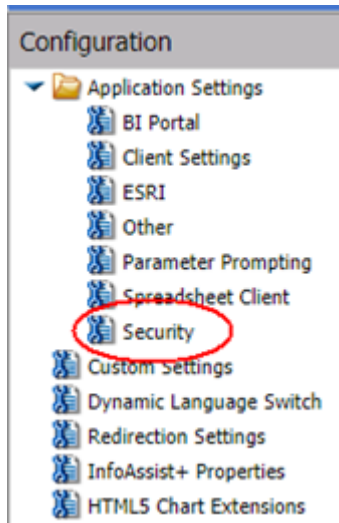 Configuration
Application Settings
BI Portal
Client Settings
ESRI
Other
Parameter Prompting
Spreadsheet Client
Security
Custom Settings
Dynamic Language Switch
Redirection Settings
InfoAssist+ Properties
HTML5 Chart Extensions